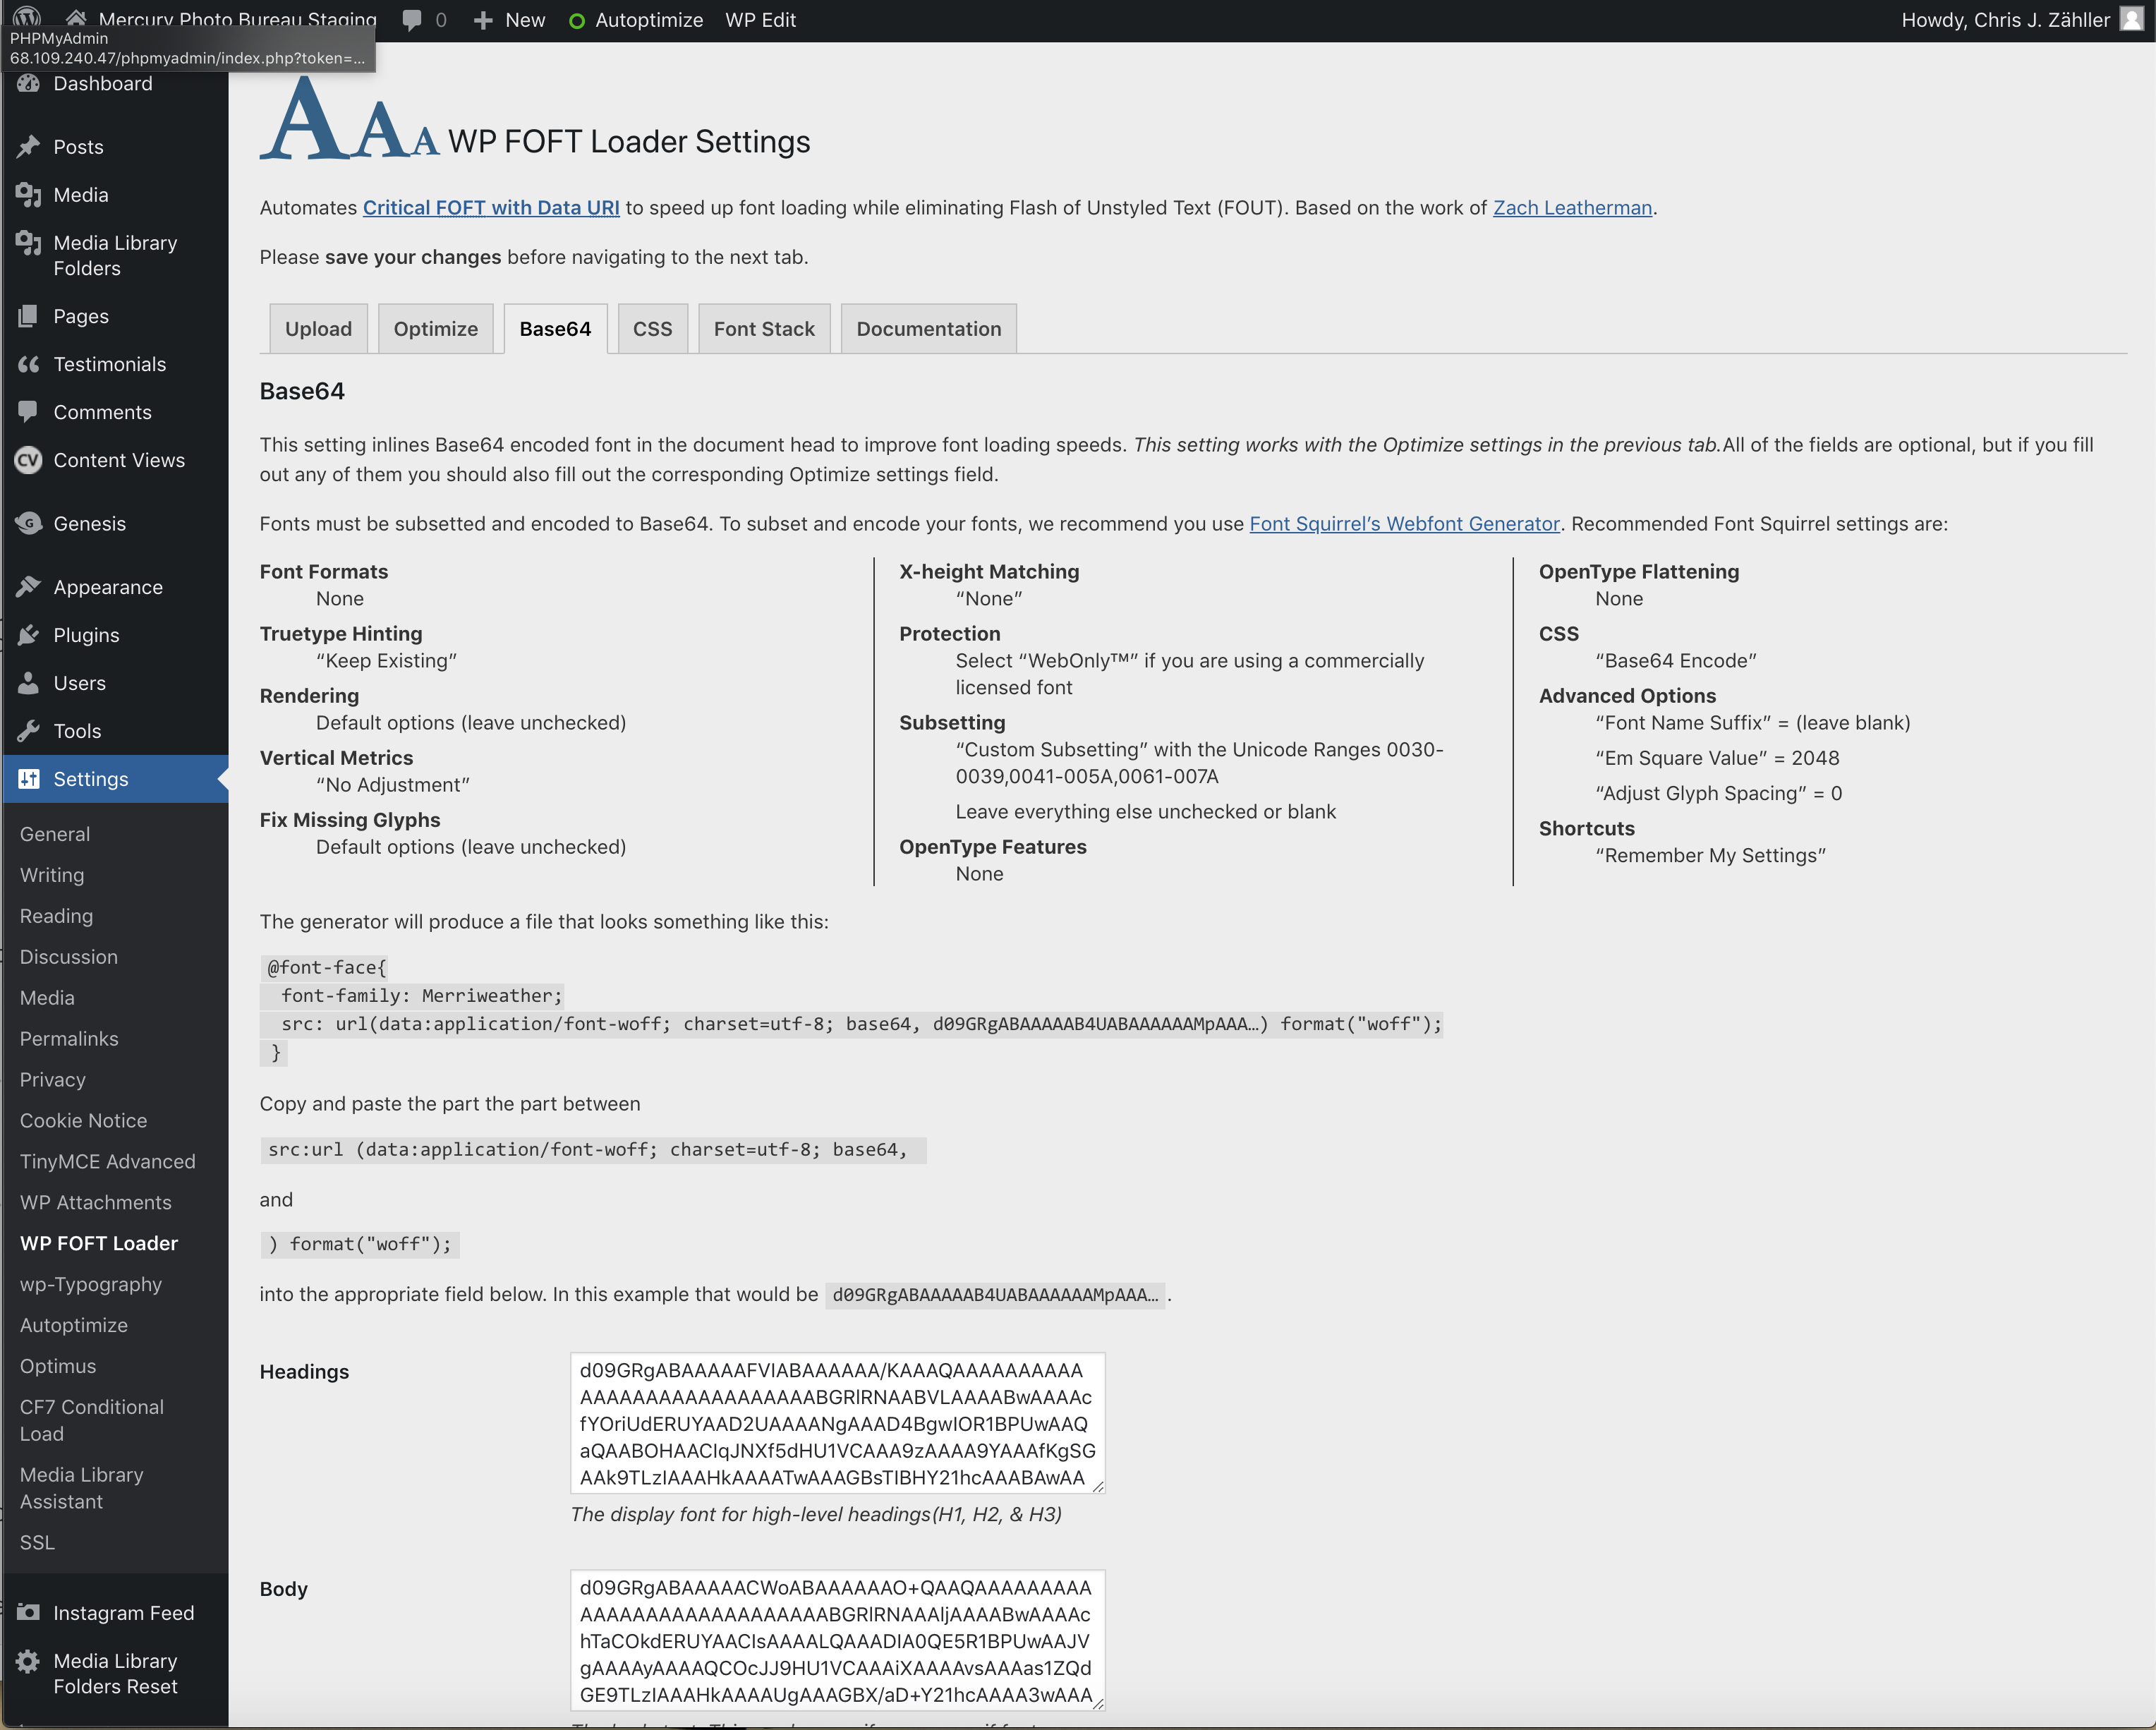 Mercury Photo Bureau Staging
0
New
Autoptimize
WP Edit
Howdy, Chris J. Zähller
PHPMyAdmin
68.109.240.47/phpmyadmin/index.php?token=...
Dashboard
Posts
Media
Media Library
Folders
Pages
Testimonials
Comments
CV
Content Views
G
Genesis
Appearance
Plugins
Users
Tools
Settings
General
Writing
Reading
Discussion
Media
Permalinks
Privacy
Cookie Notice
TinyMCE Advanced
WP Attachments
WP FOFT Loader
wp-Typography
Autoptimize
Optimus
CF7 Conditional
Load
Media Library
Assistant
SSL
Instagram Feed
Media Library
Folders Reset
AAA WP FOFT Loader Settings
Automates Critical FOFT with Data URI to speed up font loading while eliminating Flash of Unstyled Text (FOUT). Based on the work of Zach Leatherman.
Please save your changes before navigating to the next tab.
Upload
Optimize
Base64
CSS
Font Stack
Documentation
Base64
This setting inlines Base64 encoded font in the document head to improve font loading speeds. This setting works with the Optimize settings in the previous tab.All of the fields are optional, but if you fill
out any of them you should also fill out the corresponding Optimize settings field.
Fonts must be subsetted and encoded to Base64. To subset and encode your fonts, we recommend you use Font Squirrel’s Webfont Generator. Recommended Font Squirrel settings are:
Font Formats
None
Truetype Hinting
“Keep Existing”
Rendering
Default options (leave unchecked)
Vertical Metrics
“No Adjustment”
Fix Missing Glyphs
Default options (leave unchecked)
X-height Matching
“None”
Protection
Select “WebOnly™” if you are using a commercially
licensed font
Subsetting
“Custom Subsetting” with the Unicode Ranges 0030-
0039,0041-005A,0061-007A
Leave everything else unchecked or blank
OpenType Features
None
OpenType Flattening
None
CSS
“Base64 Encode”
Advanced Options
“Font Name Suffix” = (leave blank)
“Em Square Value” = 2048
“Adjust Glyph Spacing” = 0
Shortcuts
“Remember My Settings”
The generator will produce a file that looks something like this:
@font-face{
font-family: Merriweather;
src: url(data:application/font-woff; charset=utf-8; base64, d09GRgABAAAAAB4UABAAAAAAMpAAA…) format("woff");
}
Copy and paste the part the part between
src:url (data:application/font-woff; charset=utf-8; base64,
and
) format("woff");
into the appropriate field below. In this example that would be d09GRgABAAAAAB4UABAAAAAAMpAAA… .
Headings
d09GRgABAAAAAFVIABAAAAAA/KAAAQAAAAAAAAAA
AAAAAAAAAAAAAAAAAABGRlRNAABVLAAAABwAAAAc
fYOriUdERUYAAD2UAAAANgAAAD4BgwIOR1BPUwAAQ
aQAABOHAACIqJNXf5dHU1VCAAA9zAAAA9YAAAfKgSG
AAk9TLzIAAAHkAAAATwAAAGBsTIBHY21hcAAABAwAA
The display font for high-level headings(H1, H2, & H3)
Body
d09GRgABAAAAACWoABAAAAAAO+QAAQAAAAAAAAA
AAAAAAAAAAAAAAAAAAABGRlRNAAAljAAAABwAAAAc
hTaCOkdERUYAACIsAAAALQAAADIA0QE5R1BPUwAAJV
gAAAAyAAAAQCOcJJ9HU1VCAAAiXAAAAvsAAAas1ZQd
GE9TLzIAAAHkAAAAUgAAAGBX/aD+Y21hcAAAA3wAAA